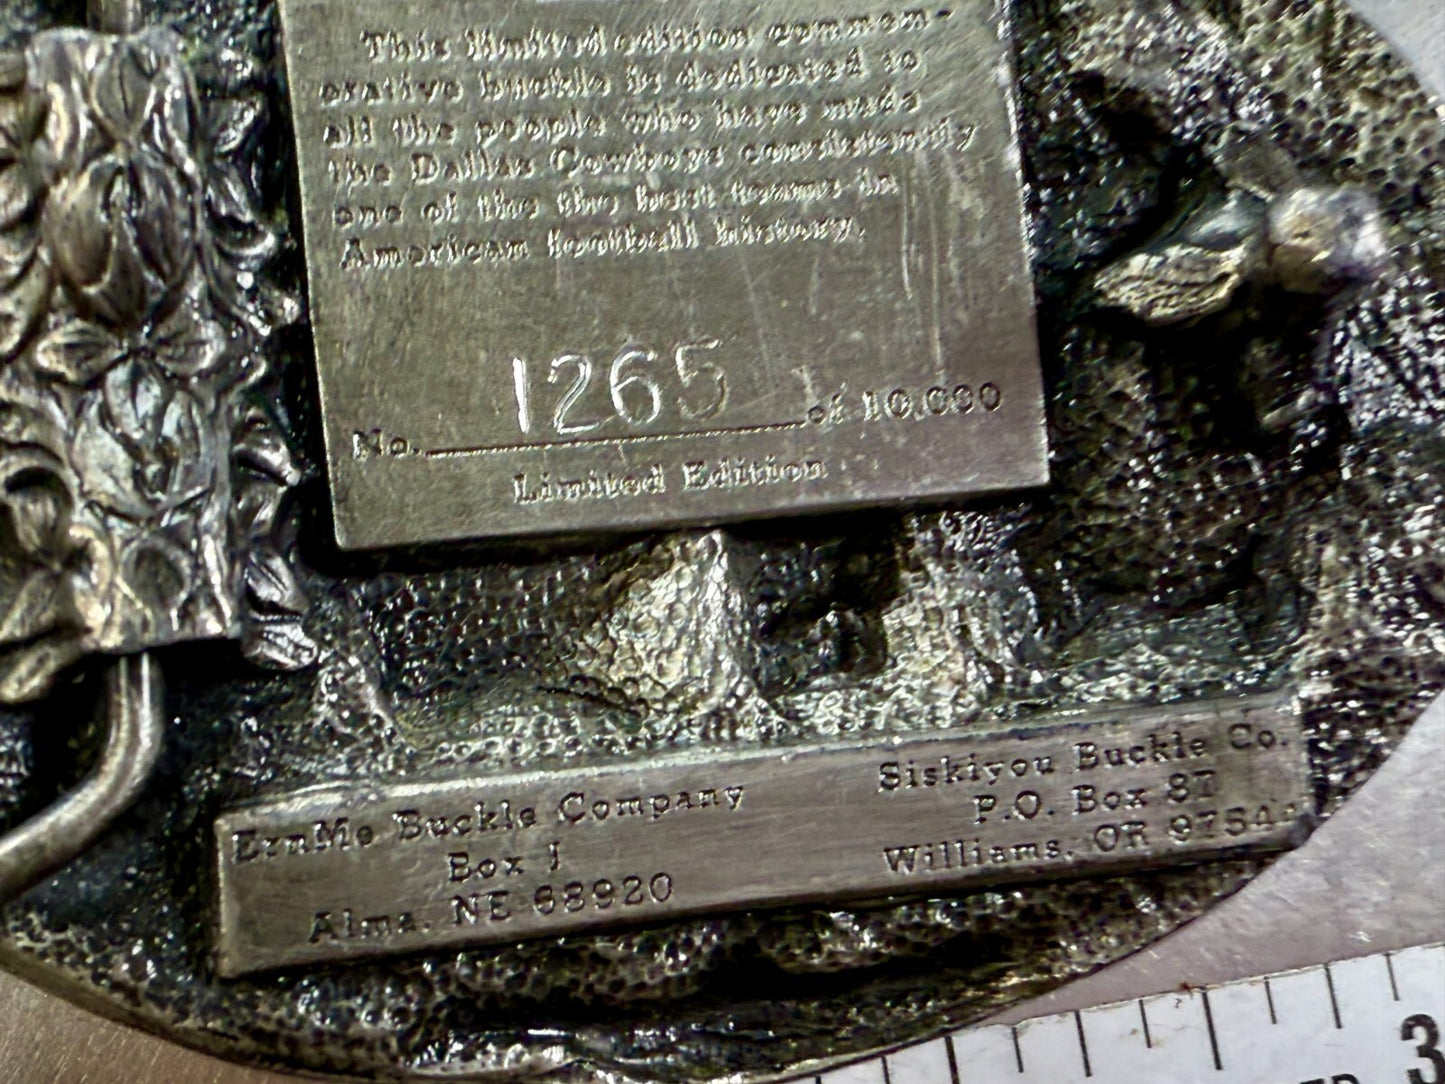 This limited edition commem-
orative buckle is dedicated to
all the people who have made
the Dallas Cowboys consistently
one of the the best teams in
American football history.
No. 1265 of 10,000
Limited Edition
ErnMe Buckle Company
Box 1
Alma, NE 68920
Siskiyou Buckle Co.
P.O. Box
Williams, OR
3